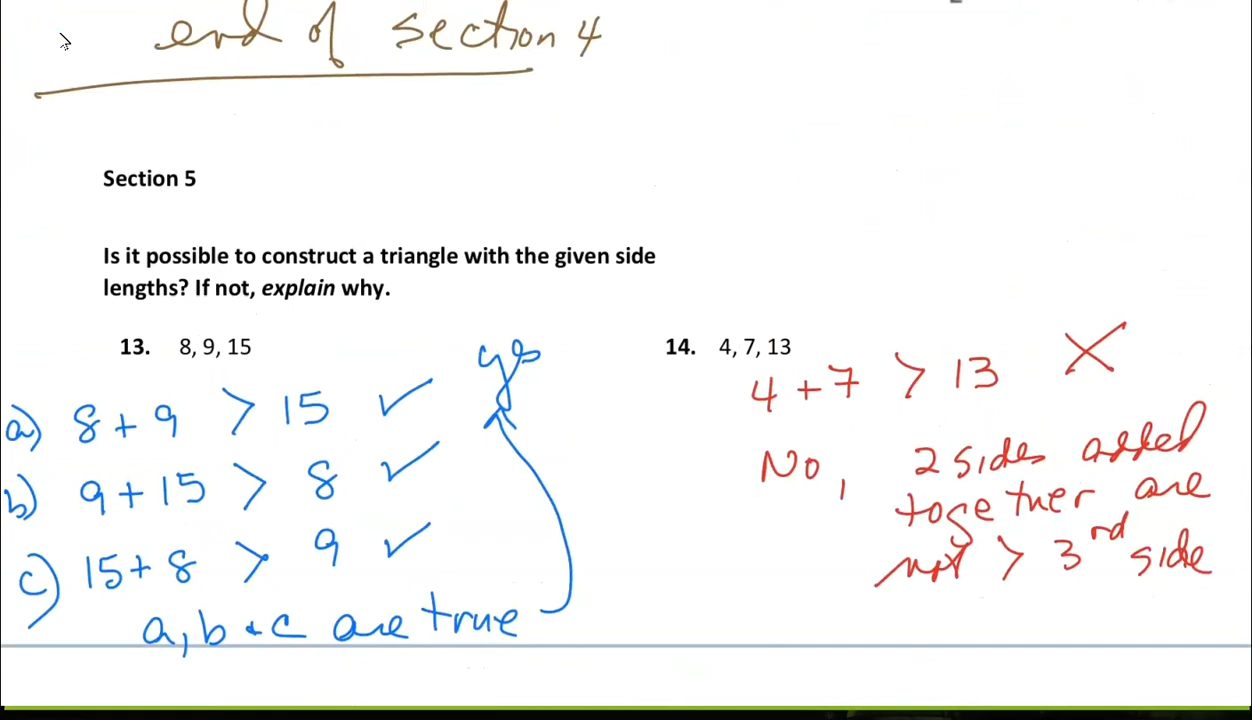 end of section 4
Section 5
Is it possible to construct a triangle with the given side
lengths? If not, explain why.
13. 8, 9, 15
yes
a) 8 + 9 > 15 ✓
b) 9 + 15 > 8 ✓
c) 15 + 8 > 9 ✓
a, b + c are true
14. 4, 7, 13
4 + 7 > 13 X
No, 2 sides added
together are
not > 3rd side